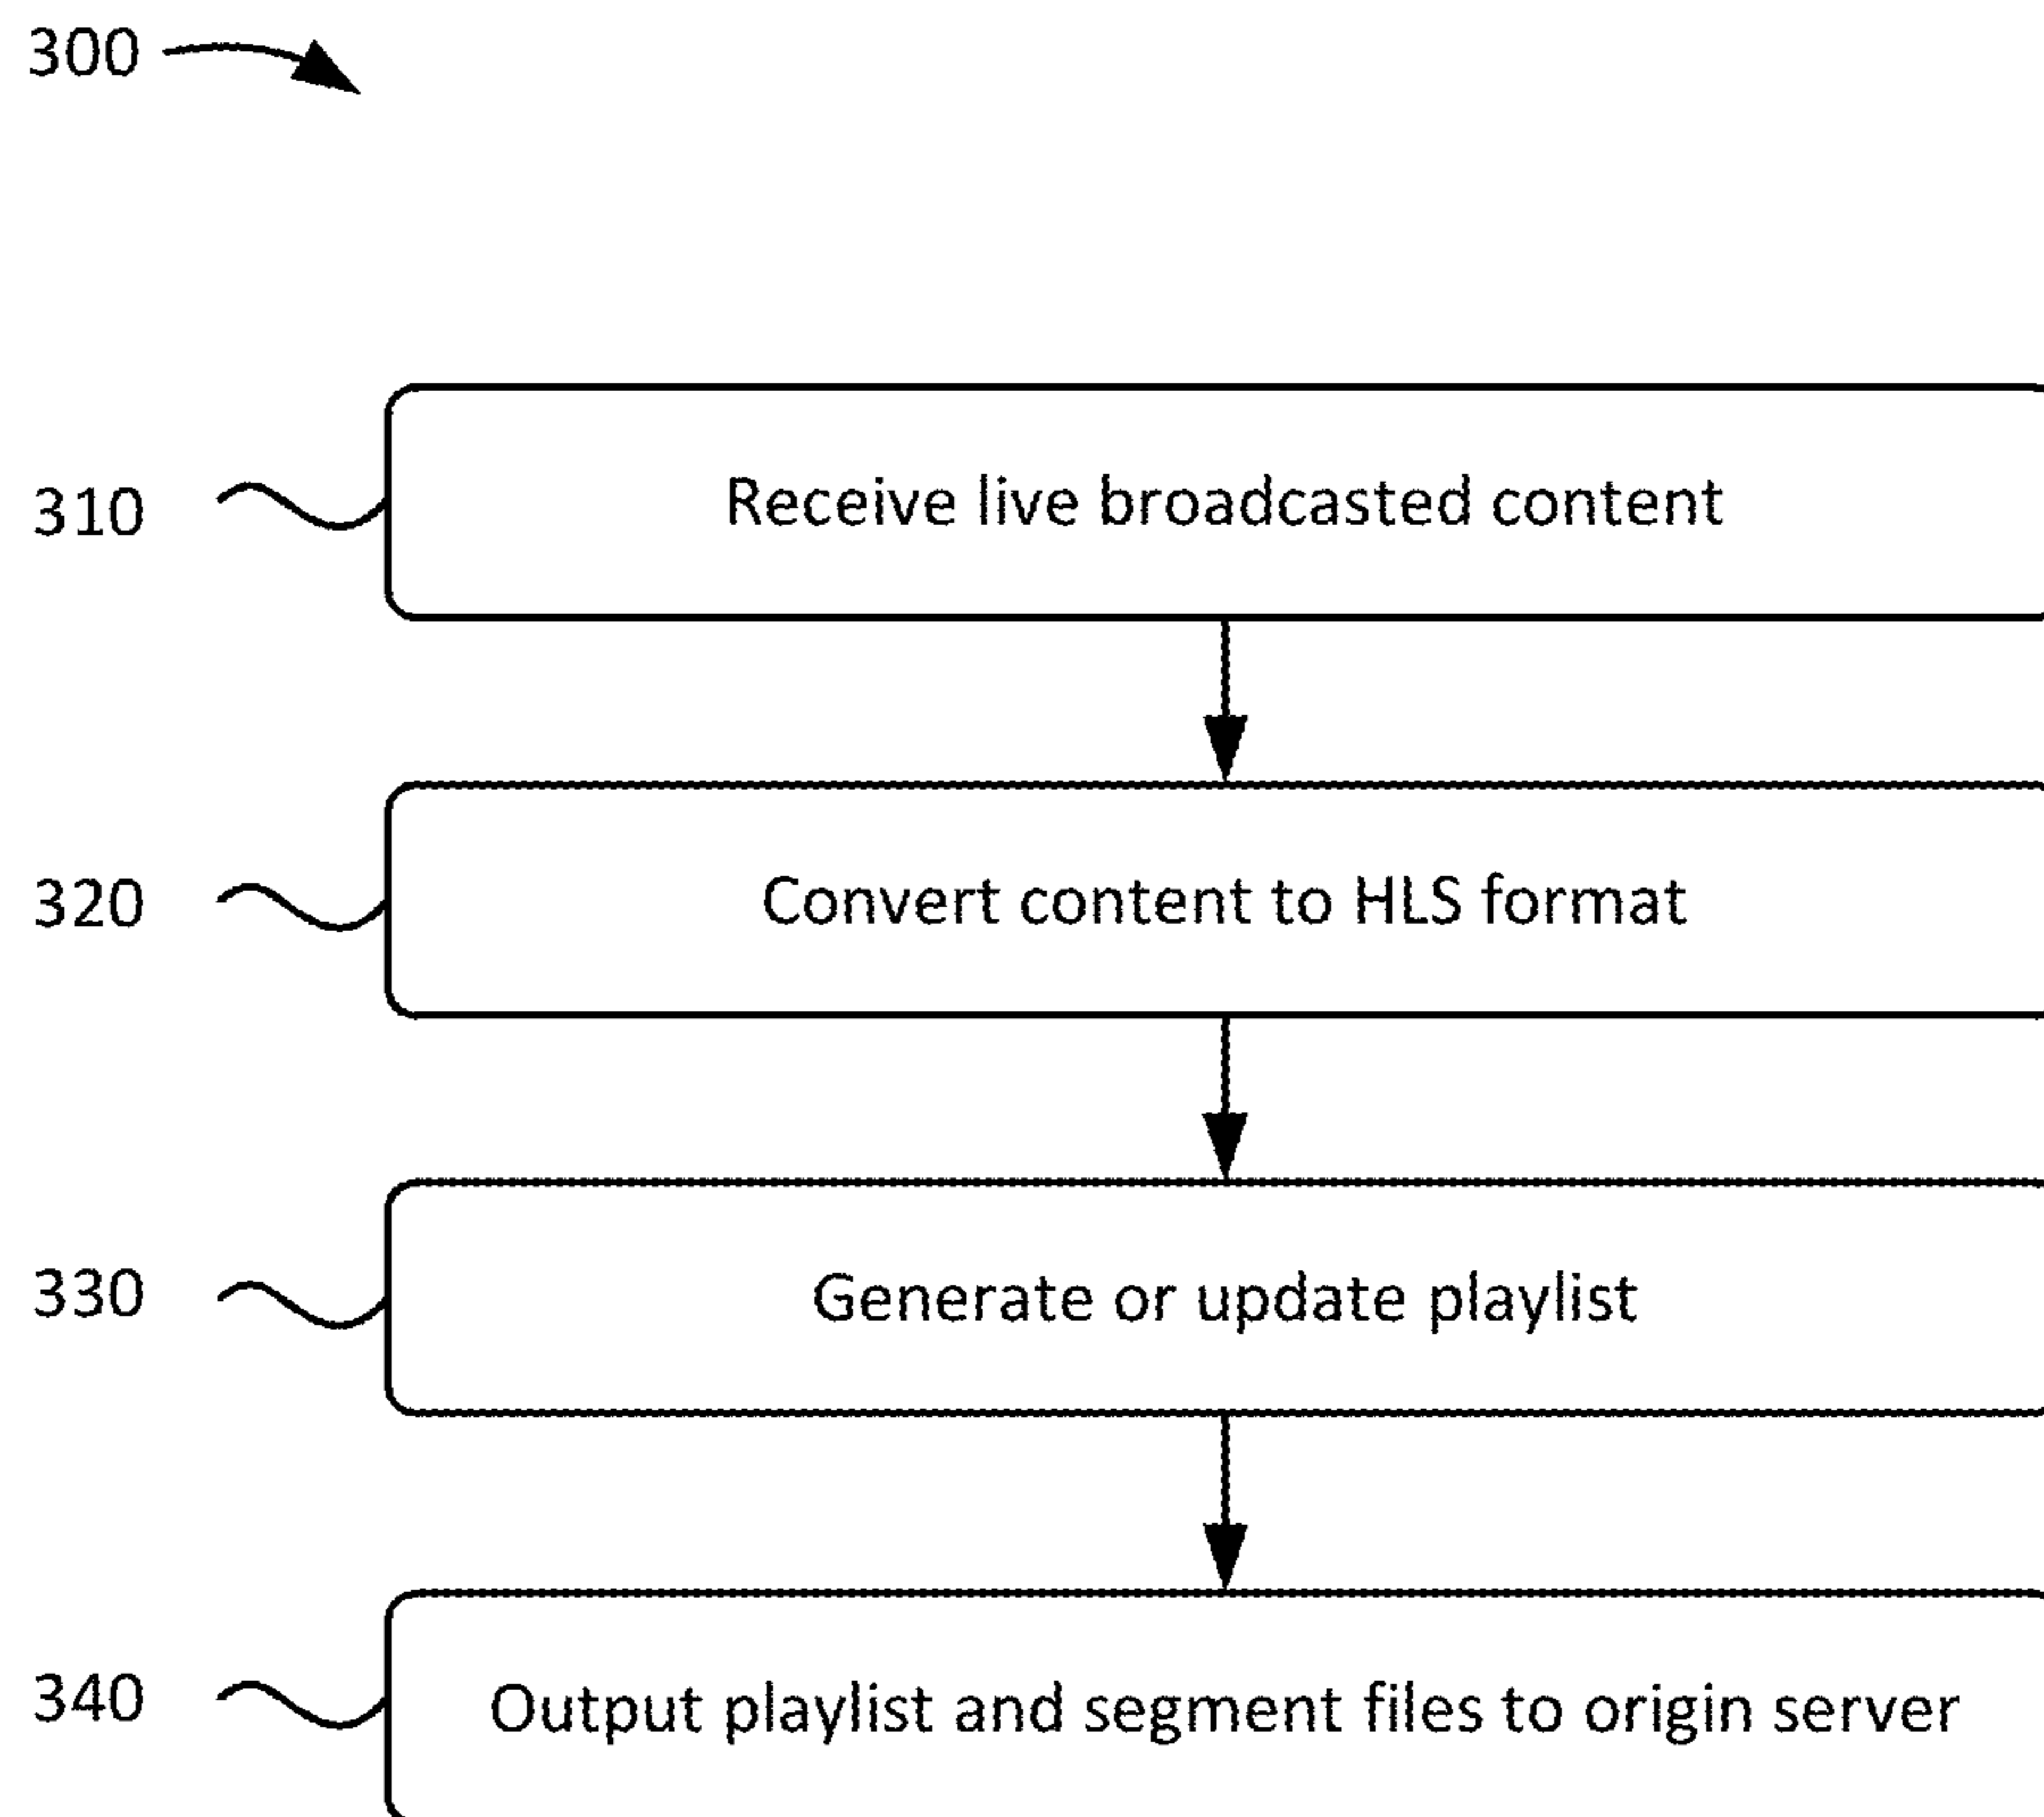 300
310 Receive live broadcasted content
320 Convert content to HLS format
330 Generate or update playlist
340 Output playlist and segment files to origin server